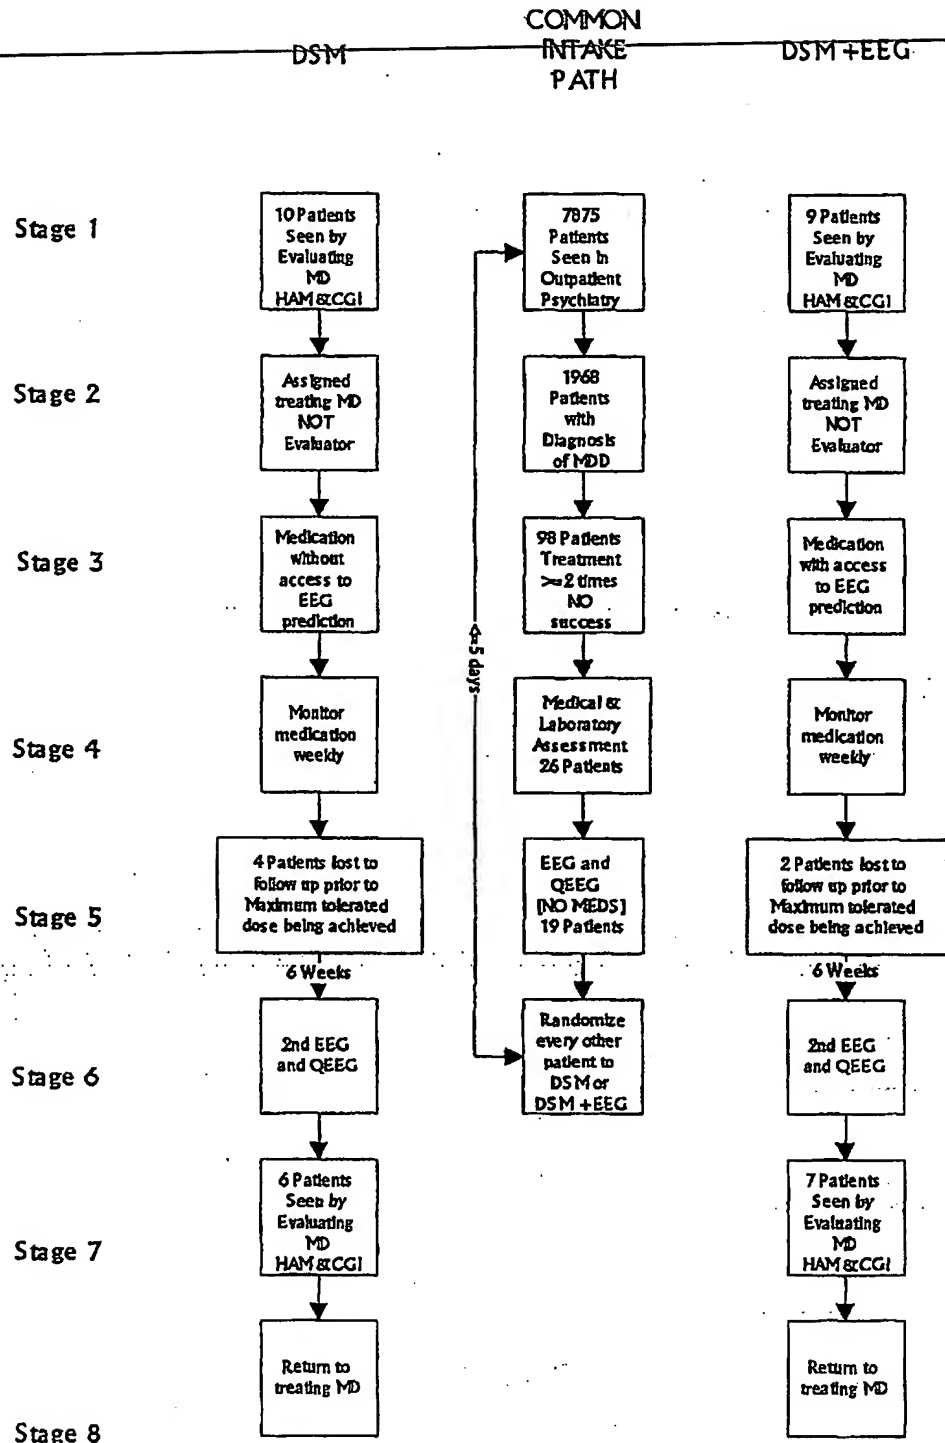 COMMON
DSM INTAKE DSM+EEG
PATH
Stage 1
10 Patients
Seen by
Evaluating
MD
HAM&CGI
7875
Patients
Seen in
Outpatient
Psychiatry
9 Patients
Seen by
Evaluating
MD
HAM&CGI
Stage 2
Assigned
treating MD
NOT
Evaluator
1968
Patients
with
Diagnosis
of MDD
Assigned
treating MD
NOT
Evaluator
Stage 3
Medication
without
access to
EEG
prediction
98 Patients
Treatment
>=2 times
NO
success
Medication
with access
to EEG
prediction
<=5 days
Stage 4
Monitor
medication
weekly
Medical &
Laboratory
Assessment
26 Patients
Monitor
medication
weekly
Stage 5
4 Patients lost to
follow up prior to
Maximum tolerated
dose being achieved
EEG and
QEEG
[NO MEDS]
19 Patients
2 Patients lost to
follow up prior to
Maximum tolerated
dose being achieved
6 Weeks
6 Weeks
Stage 6
2nd EEG
and QEEG
Randomize
every other
patient to
DSM or
DSM+EEG
2nd EEG
and QEEG
Stage 7
6 Patients
Seen by
Evaluating
MD
HAM&CGI
7 Patients
Seen by
Evaluating
MD
HAM&CGI
Return to
treating MD
Return to
treating MD
Stage 8